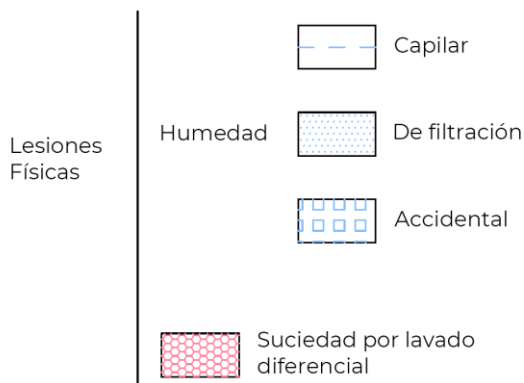 Lesiones
Físicas
Humedad
Capilar
De filtración
Accidental
Suciedad por lavado
diferencial